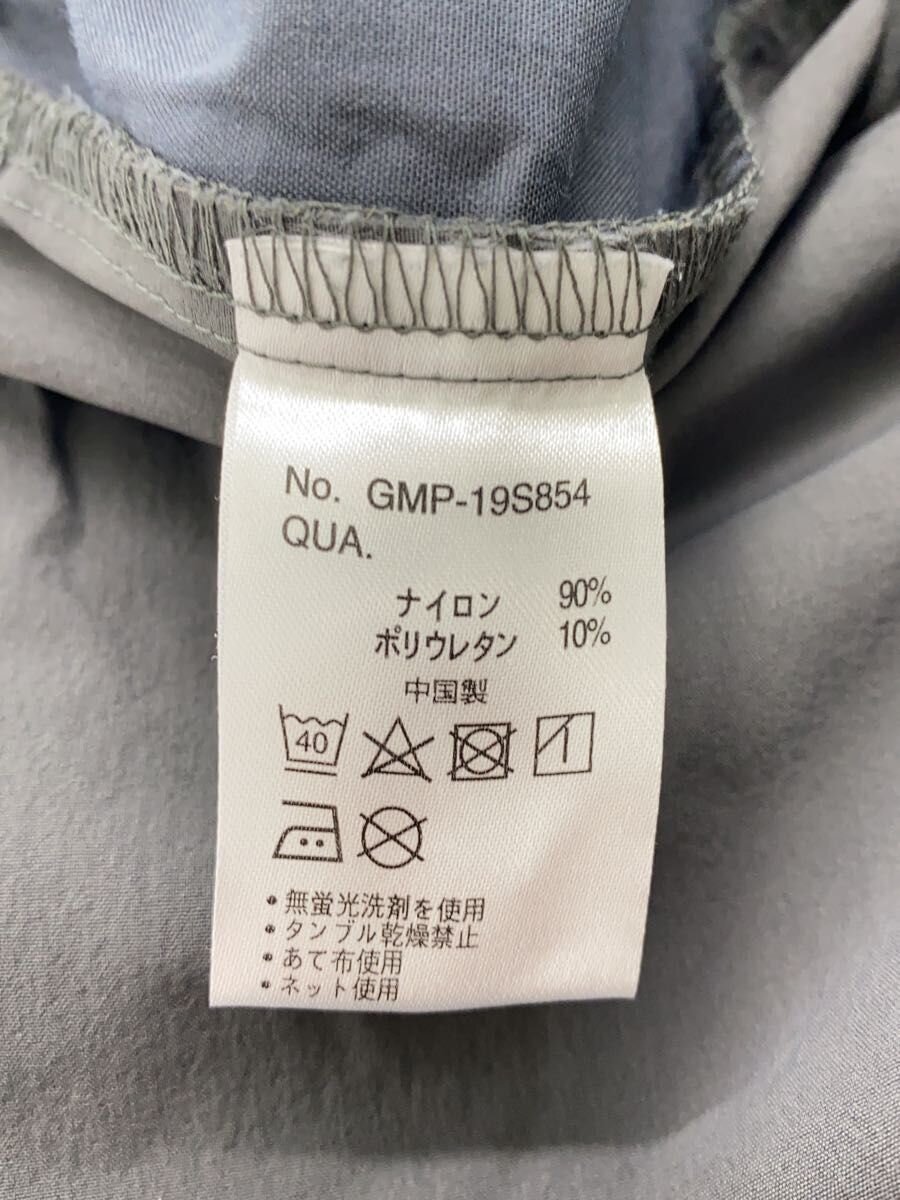 No. GMP-19S854
QUA.
ナイロン 90%
ポリウレタン 10%
中国製
40
・無蛍光洗剤を使用
・タンブル乾燥禁止
・あて布使用
・ネット使用